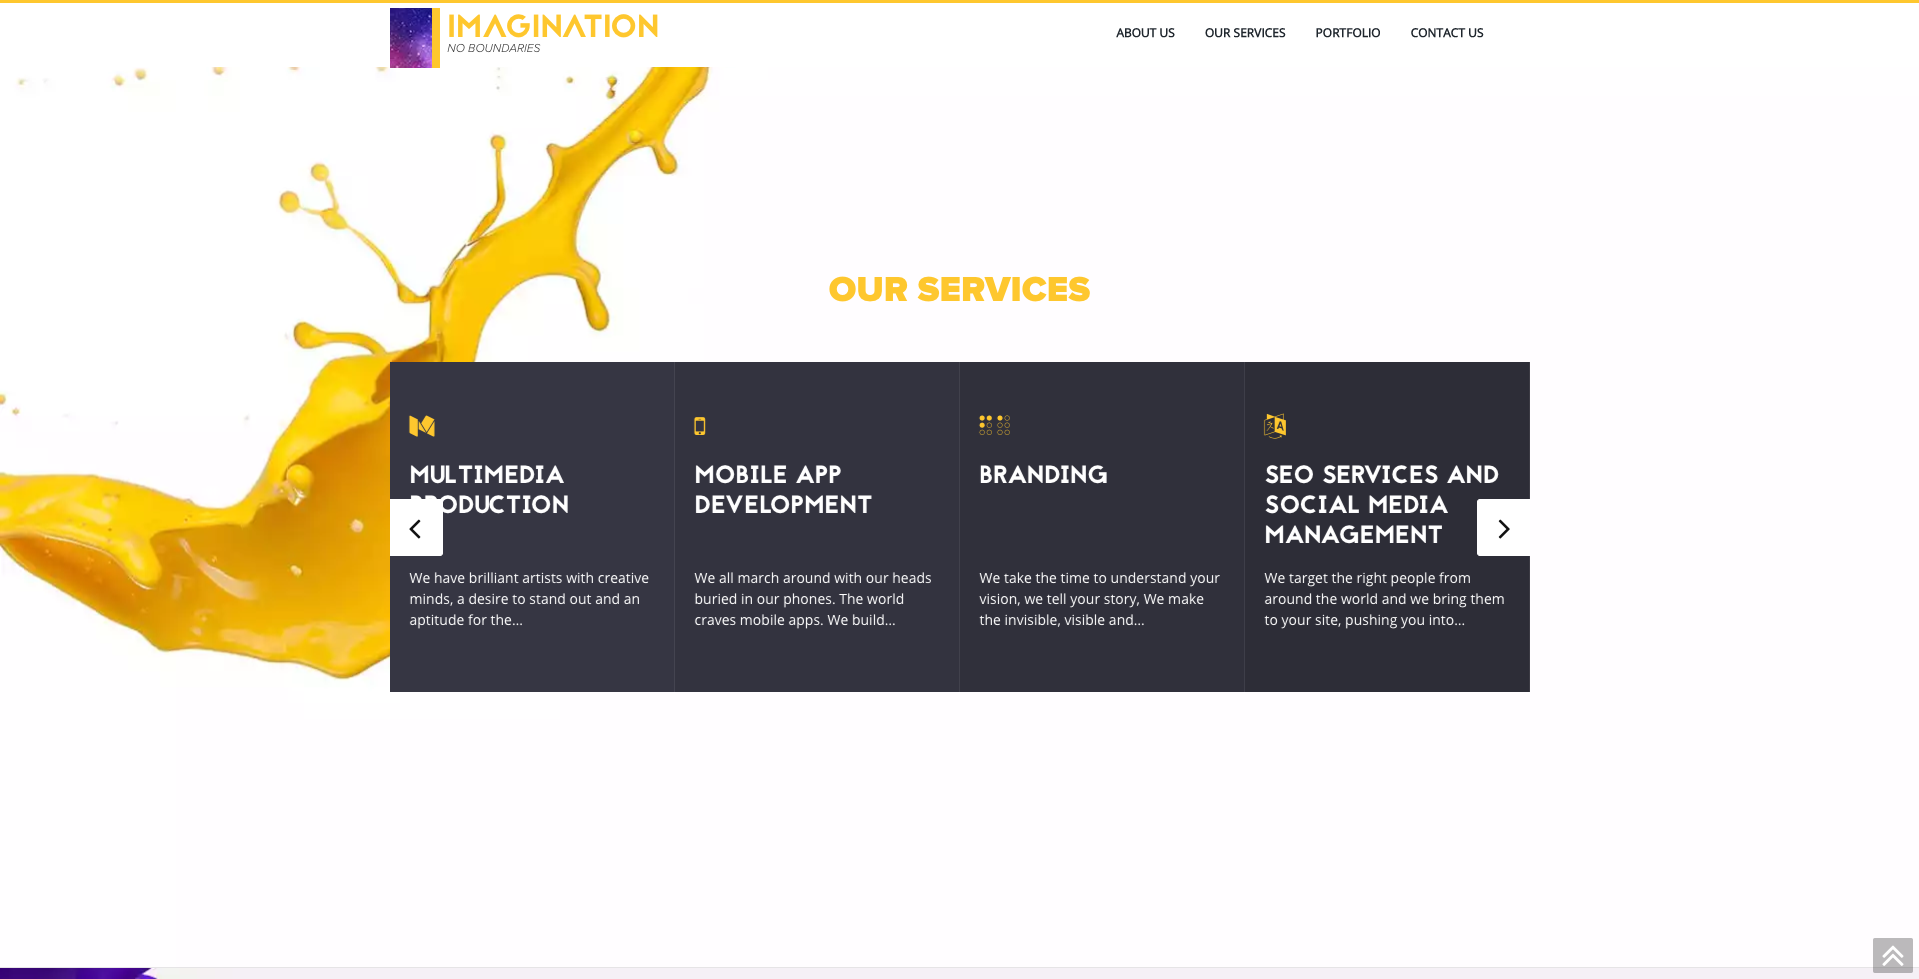 IMAGINATION
NO BOUNDARIES
ABOUT US
OUR SERVICES
PORTFOLIO
CONTACT US
OUR SERVICES
MULTIMEDIA
ODUCTION
We have brilliant artists with creative
minds, a desire to stand out and an
aptitude for the...
MOBILE APP
DEVELOPMENT
We all march around with our heads
buried in our phones. The world
craves mobile apps. We build...
BRANDING
We take the time to understand your
vision, we tell your story, We make
the invisible, visible and...
SEO SERVICES AND
SOCIAL MEDIA
MANAGEMENT
We target the right people from
around the world and we bring them
to your site, pushing you into...